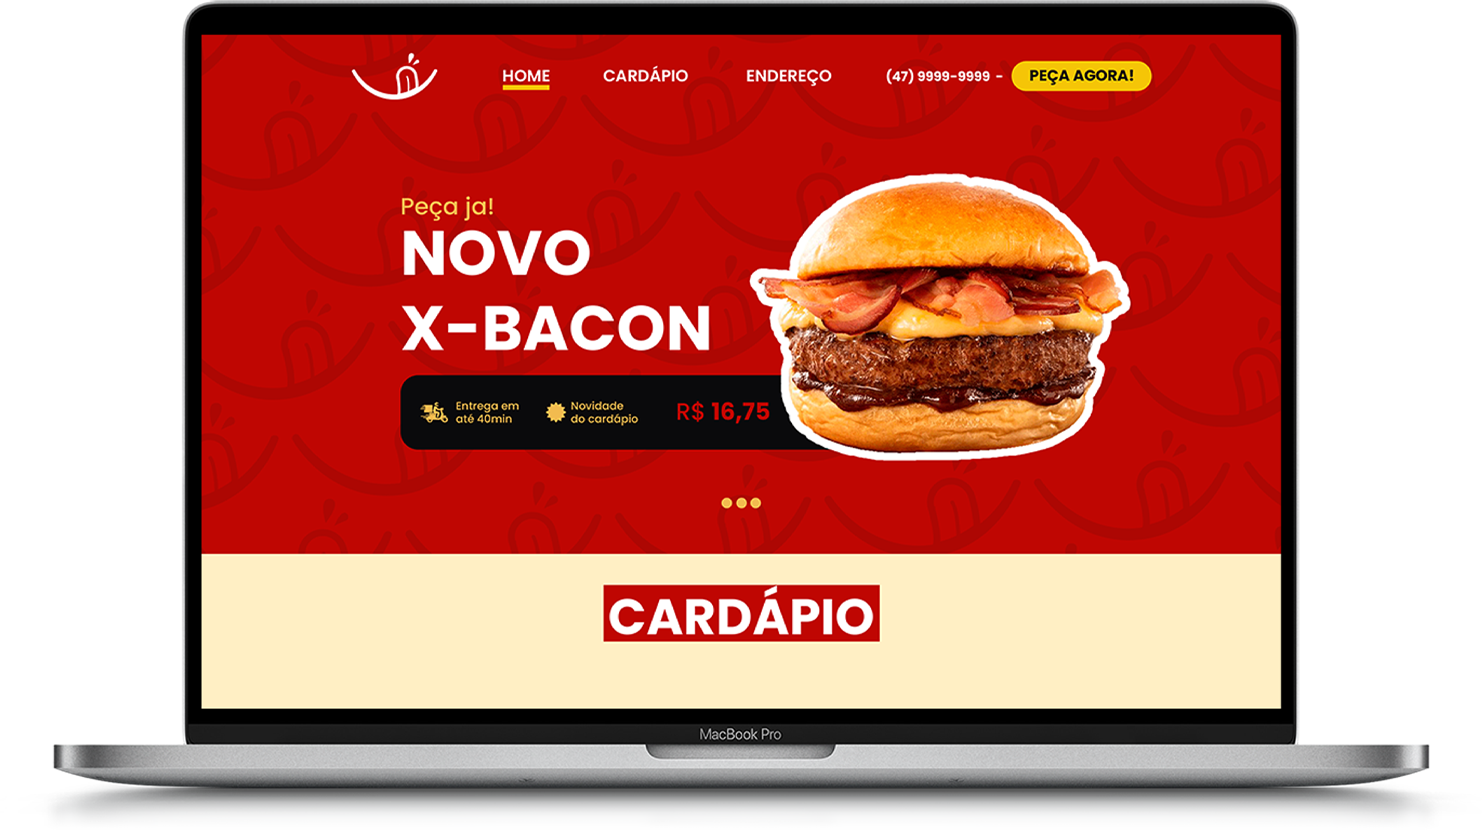 HOME
CARDÁPIO
ENDEREÇO
(47) 9999-9999 -
PEÇA AGORA!
Peça ja!
NOVO
X-BACON
Entrega em
até 40min
Novidade
do cardápio
R$ 16,75
CARDÁPIO
MacBook Pro